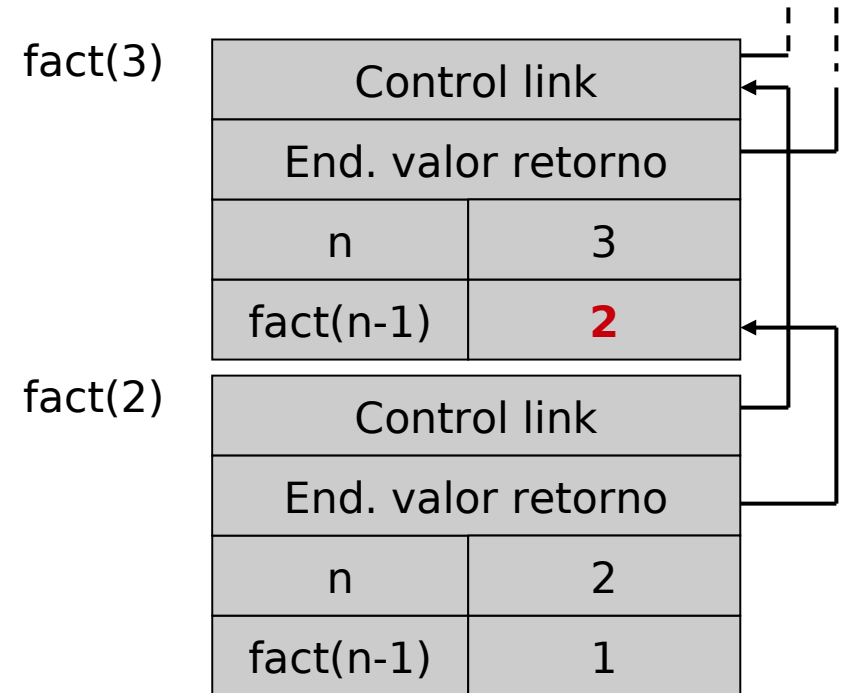 fact(3)
Control link
End. valor retorno
n 3
fact(n-1) 2
fact(2)
Control link
End. valor retorno
n 2
fact(n-1) 1